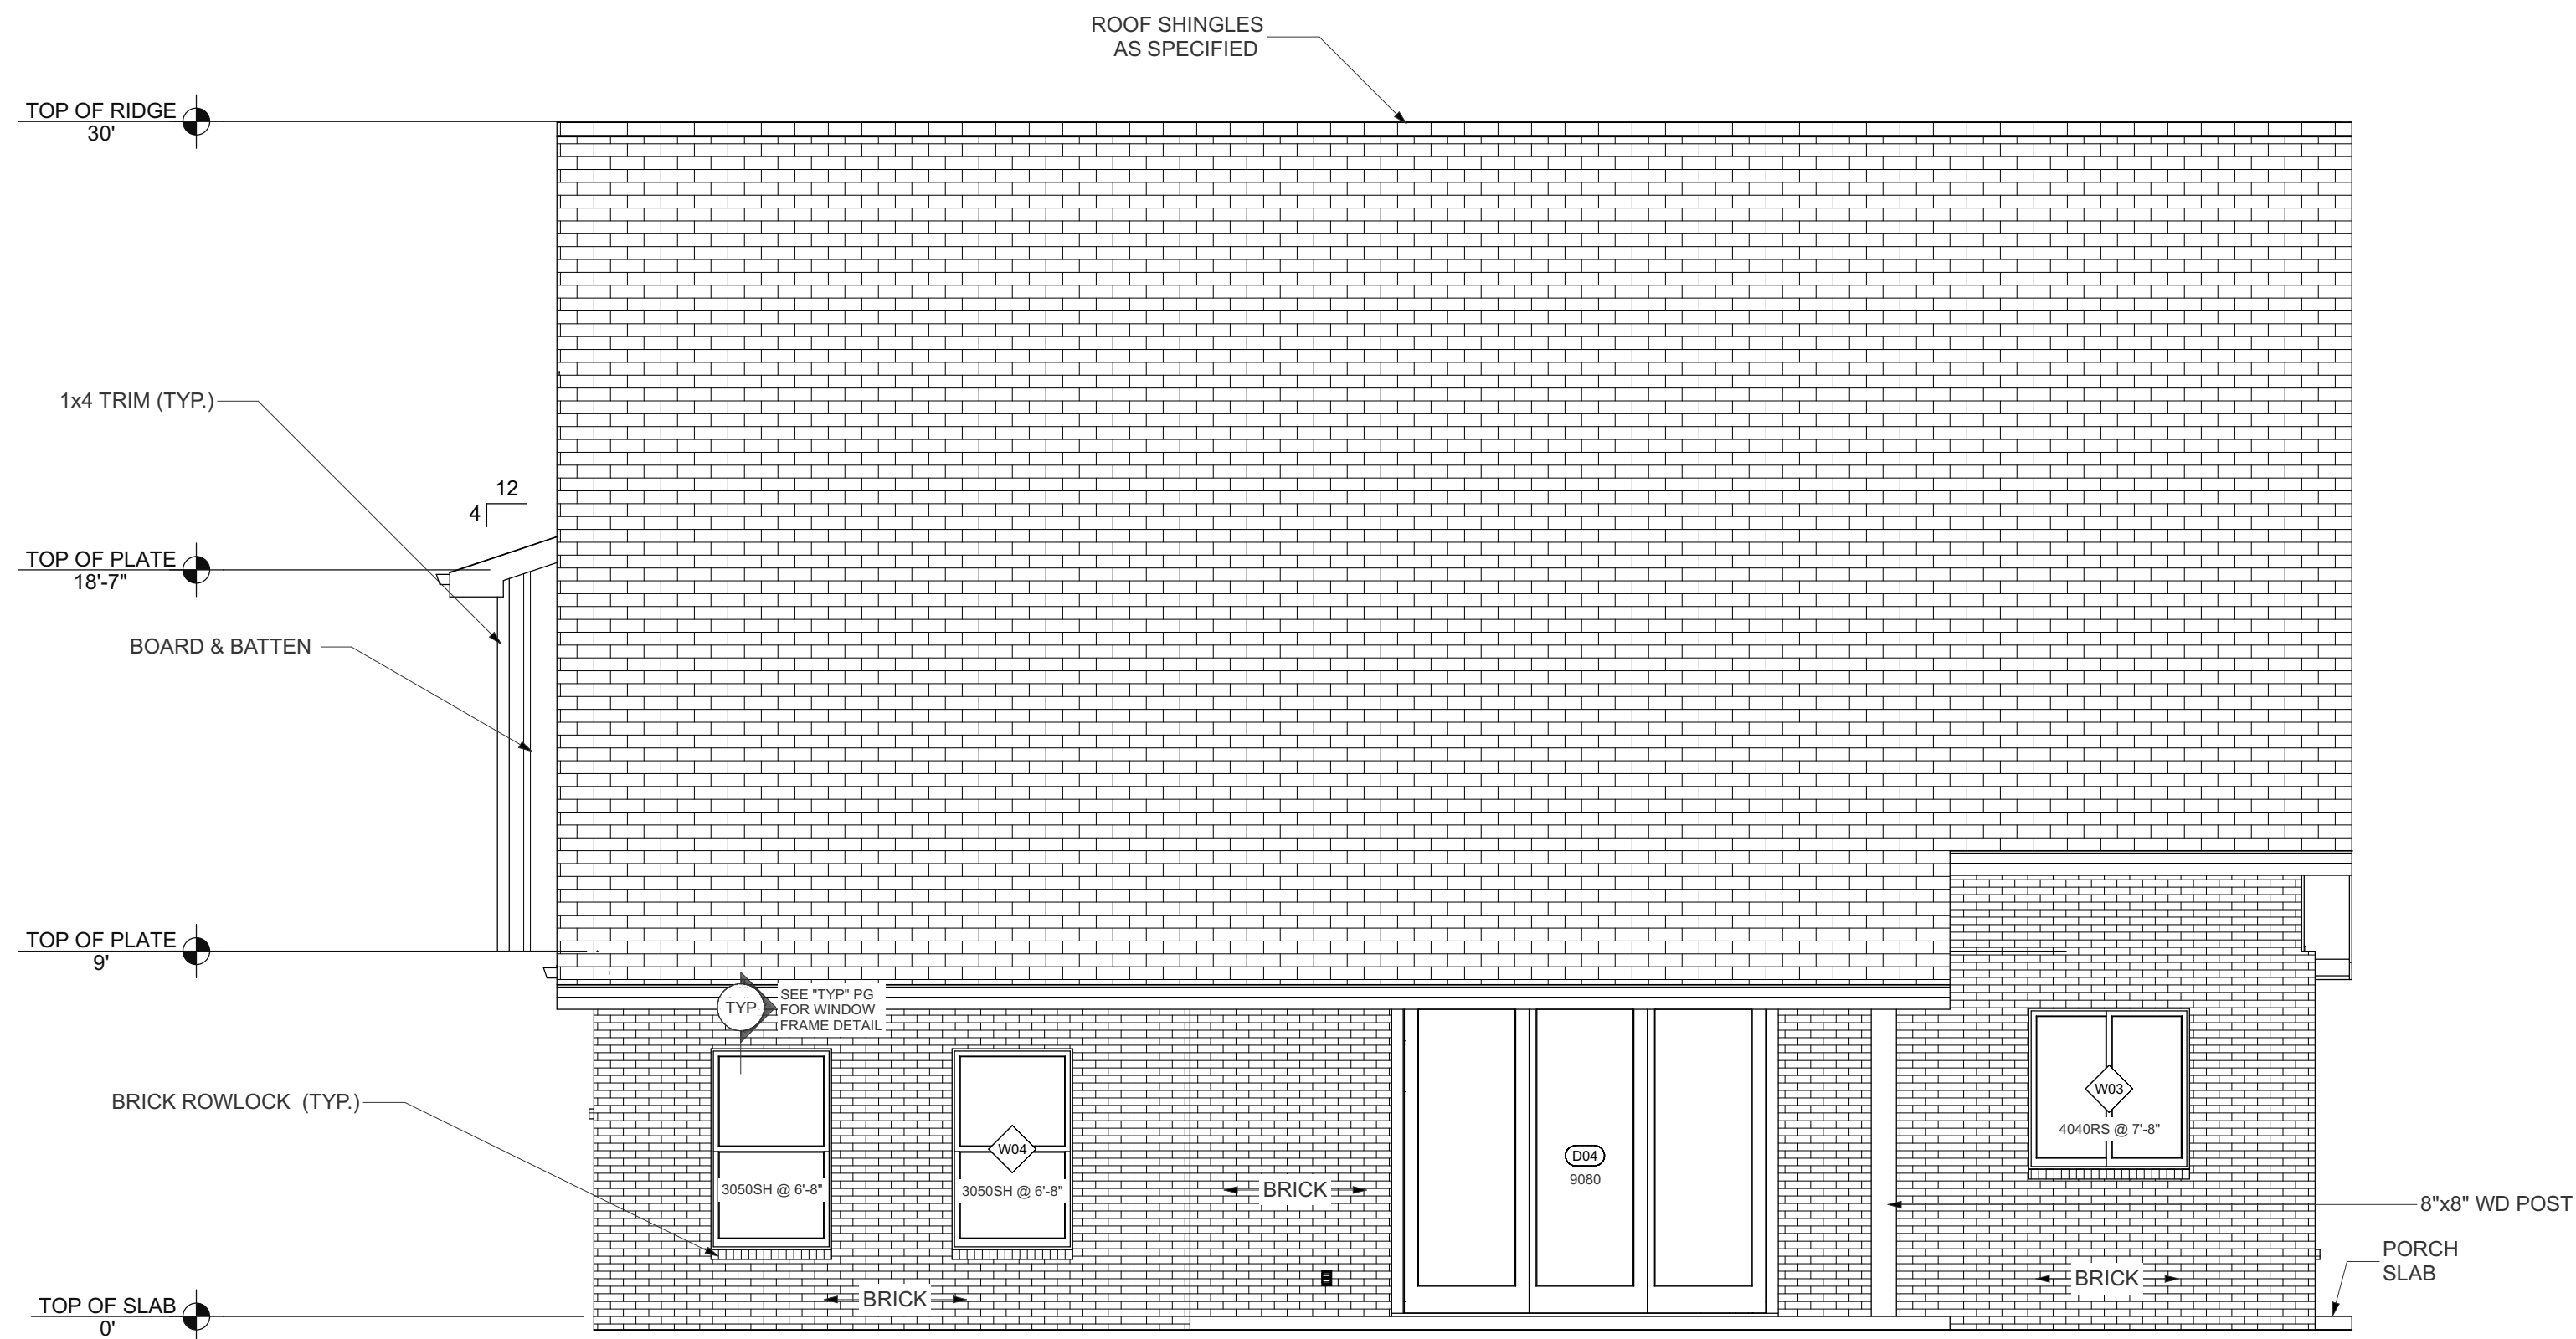 ROOF SHINGLES
AS SPECIFIED
TOP OF RIDGE
30'
1x4 TRIM (TYP.)
12
4
TOP OF PLATE
18'-7"
BOARD & BATTEN
TOP OF PLATE
9'
TYP
SEE "TYP" PG
FOR WINDOW
FRAME DETAIL
BRICK ROWLOCK (TYP.)
W04
3050SH @ 6'-8"
3050SH @ 6'-8"
BRICK
D04
9080
W03
4040RS @ 7'-8"
8"x8" WD POST
PORCH
SLAB
BRICK
BRICK
TOP OF SLAB
0'